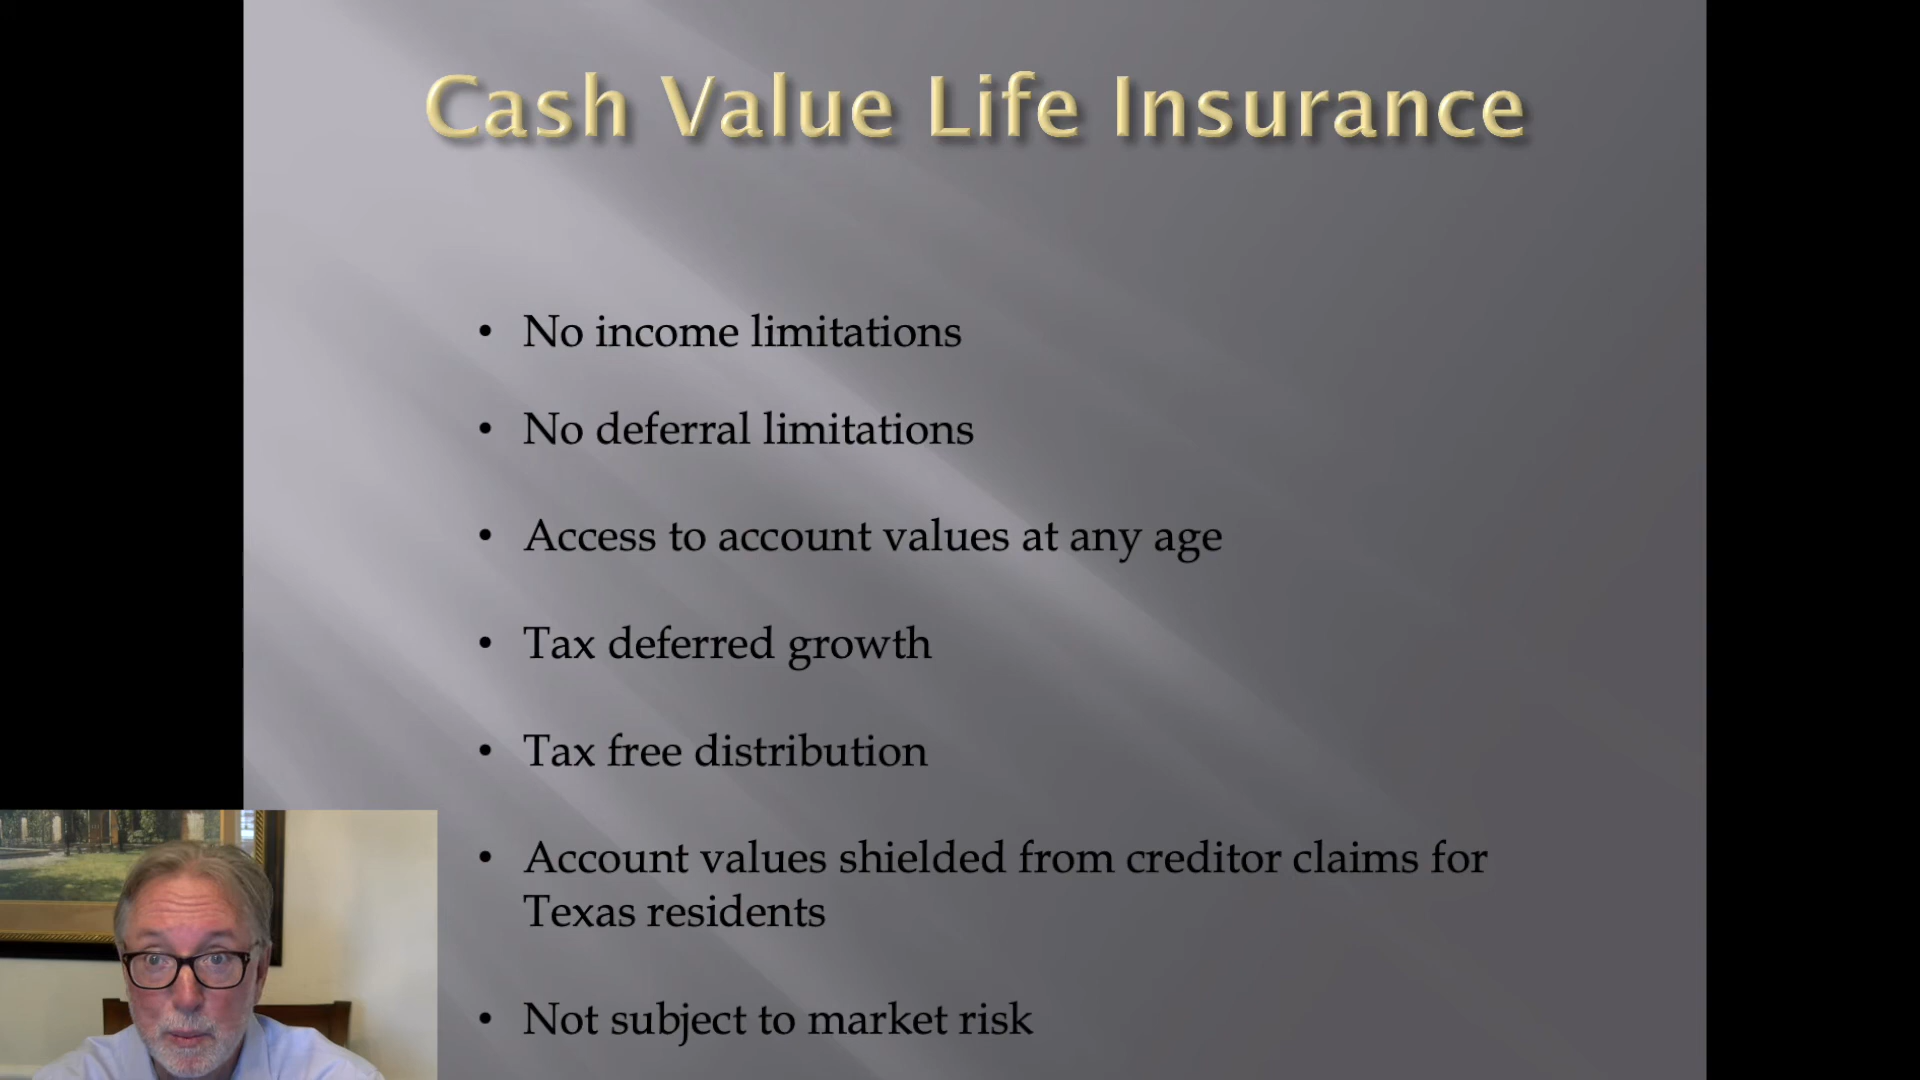 Cash Value Life Insurance
• No income limitations
• No deferral limitations
• Access to account values at any age
• Tax deferred growth
• Tax free distribution
• Account values shielded from creditor claims for
Texas residents
• Not subject to market risk